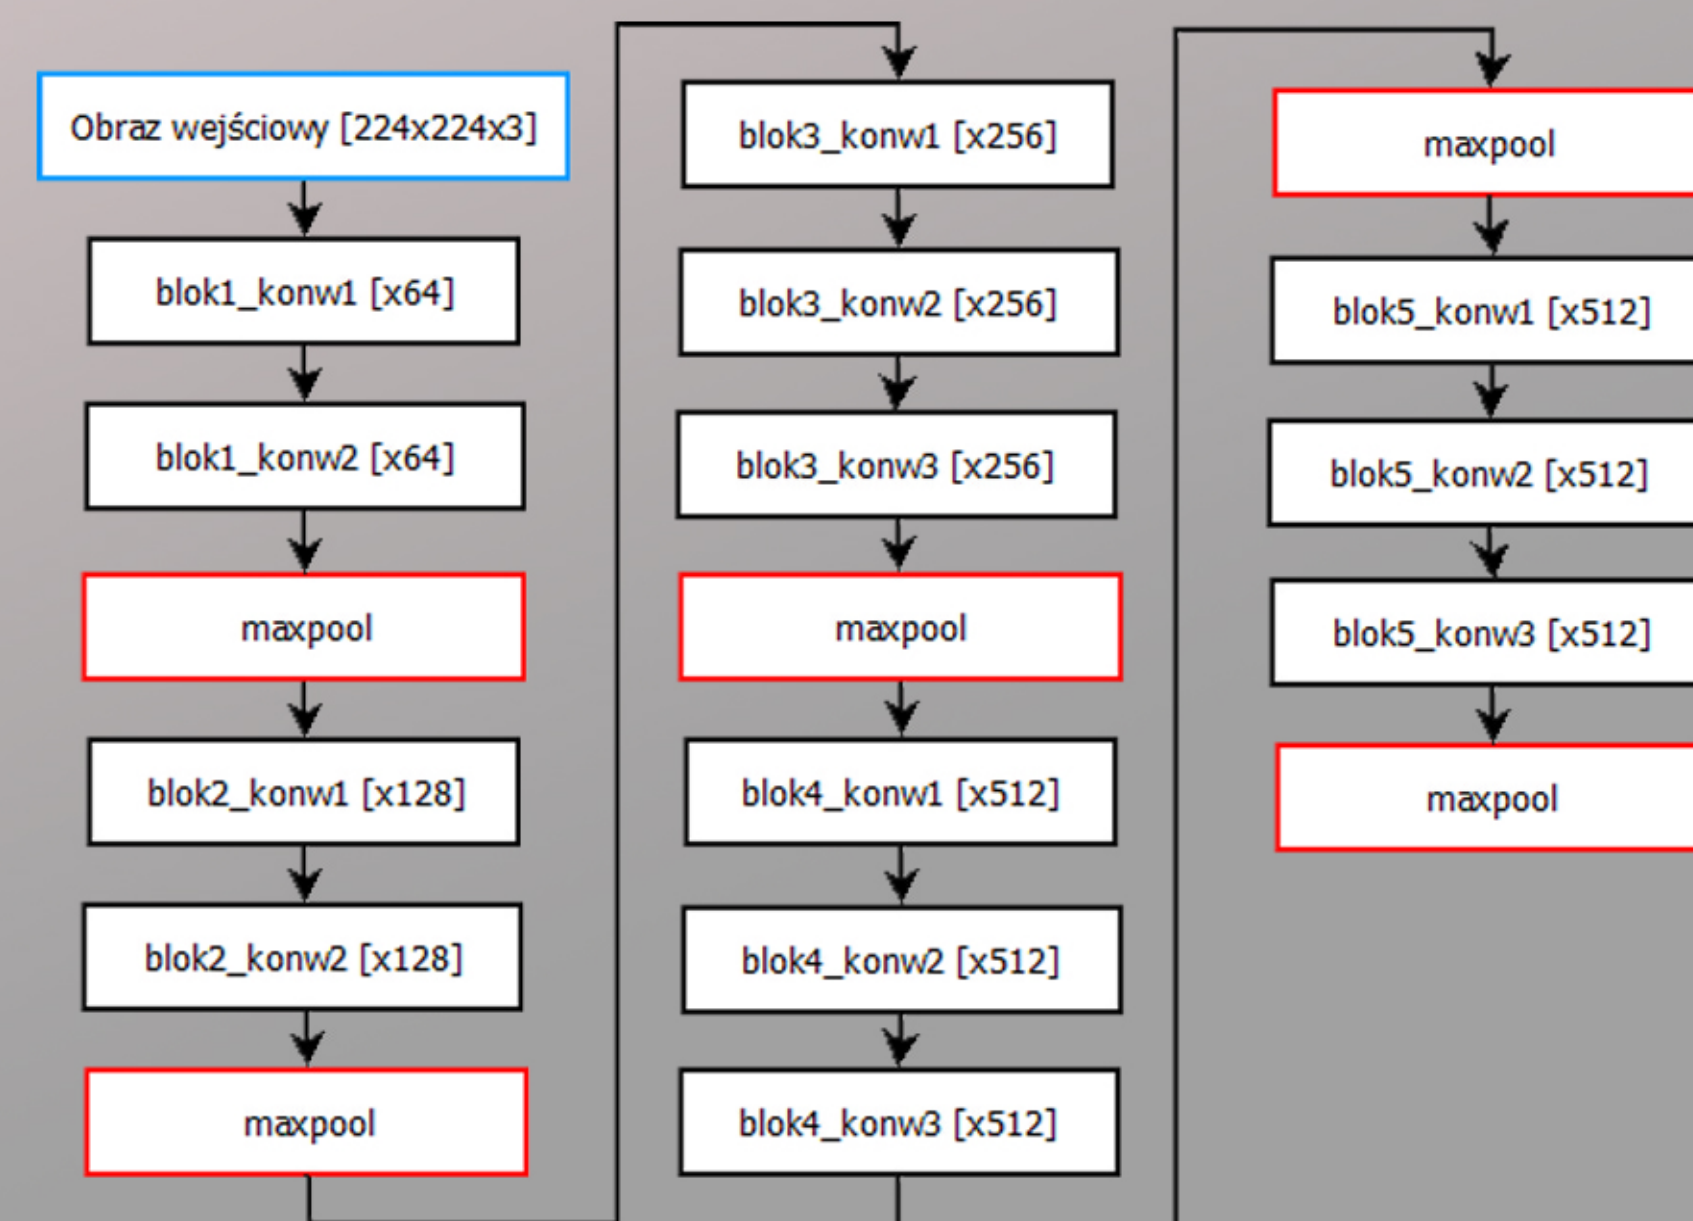 Obraz wejściowy [224x224x3]
blok1_konw1 [x64]
blok1_konw2 [x64]
maxpool
blok2_konw1 [x128]
blok2_konw2 [x128]
maxpool
blok3_konw1 [x256]
blok3_konw2 [x256]
blok3_konw3 [x256]
maxpool
blok4_konw1 [x512]
blok4_konw2 [x512]
blok4_konw3 [x512]
maxpool
blok5_konw1 [x512]
blok5_konw2 [x512]
blok5_konw3 [x512]
maxpool